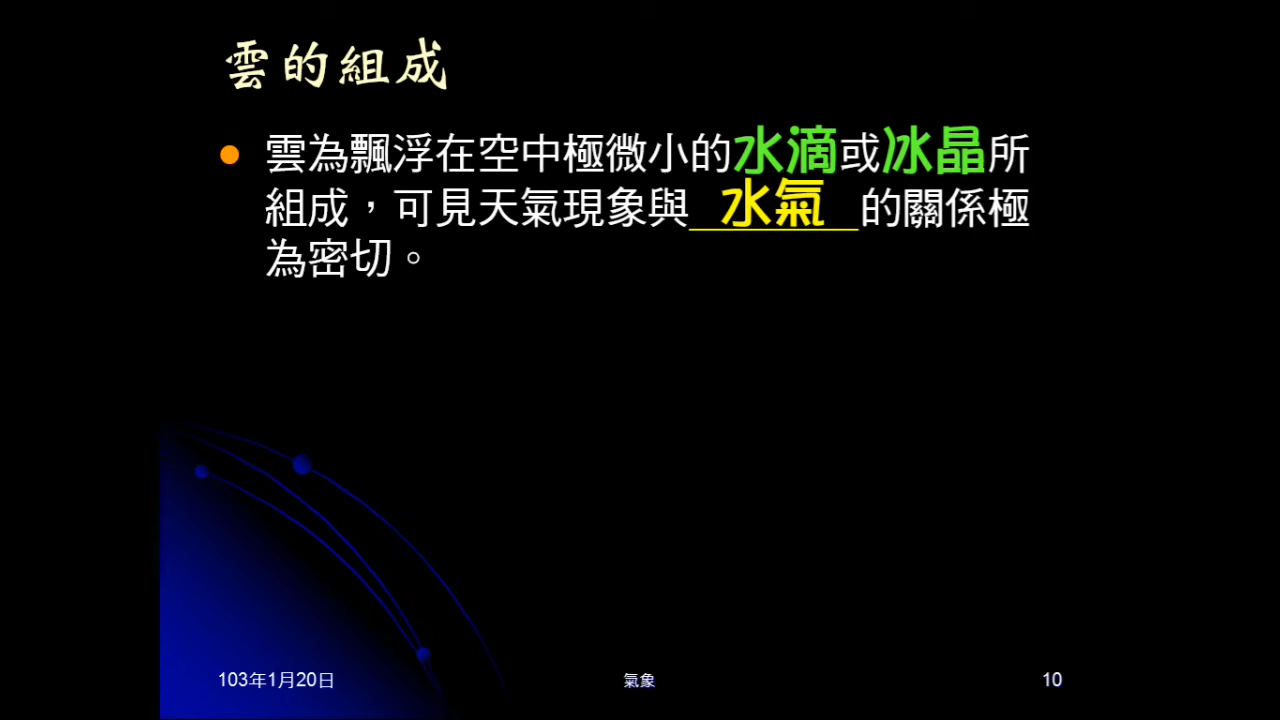 雲的組成
雲為飄浮在空中極微小的水滴或冰晶所
組成，可見天氣現象與 水氣 的關係極
為密切。
103年1月20日
氣象
10